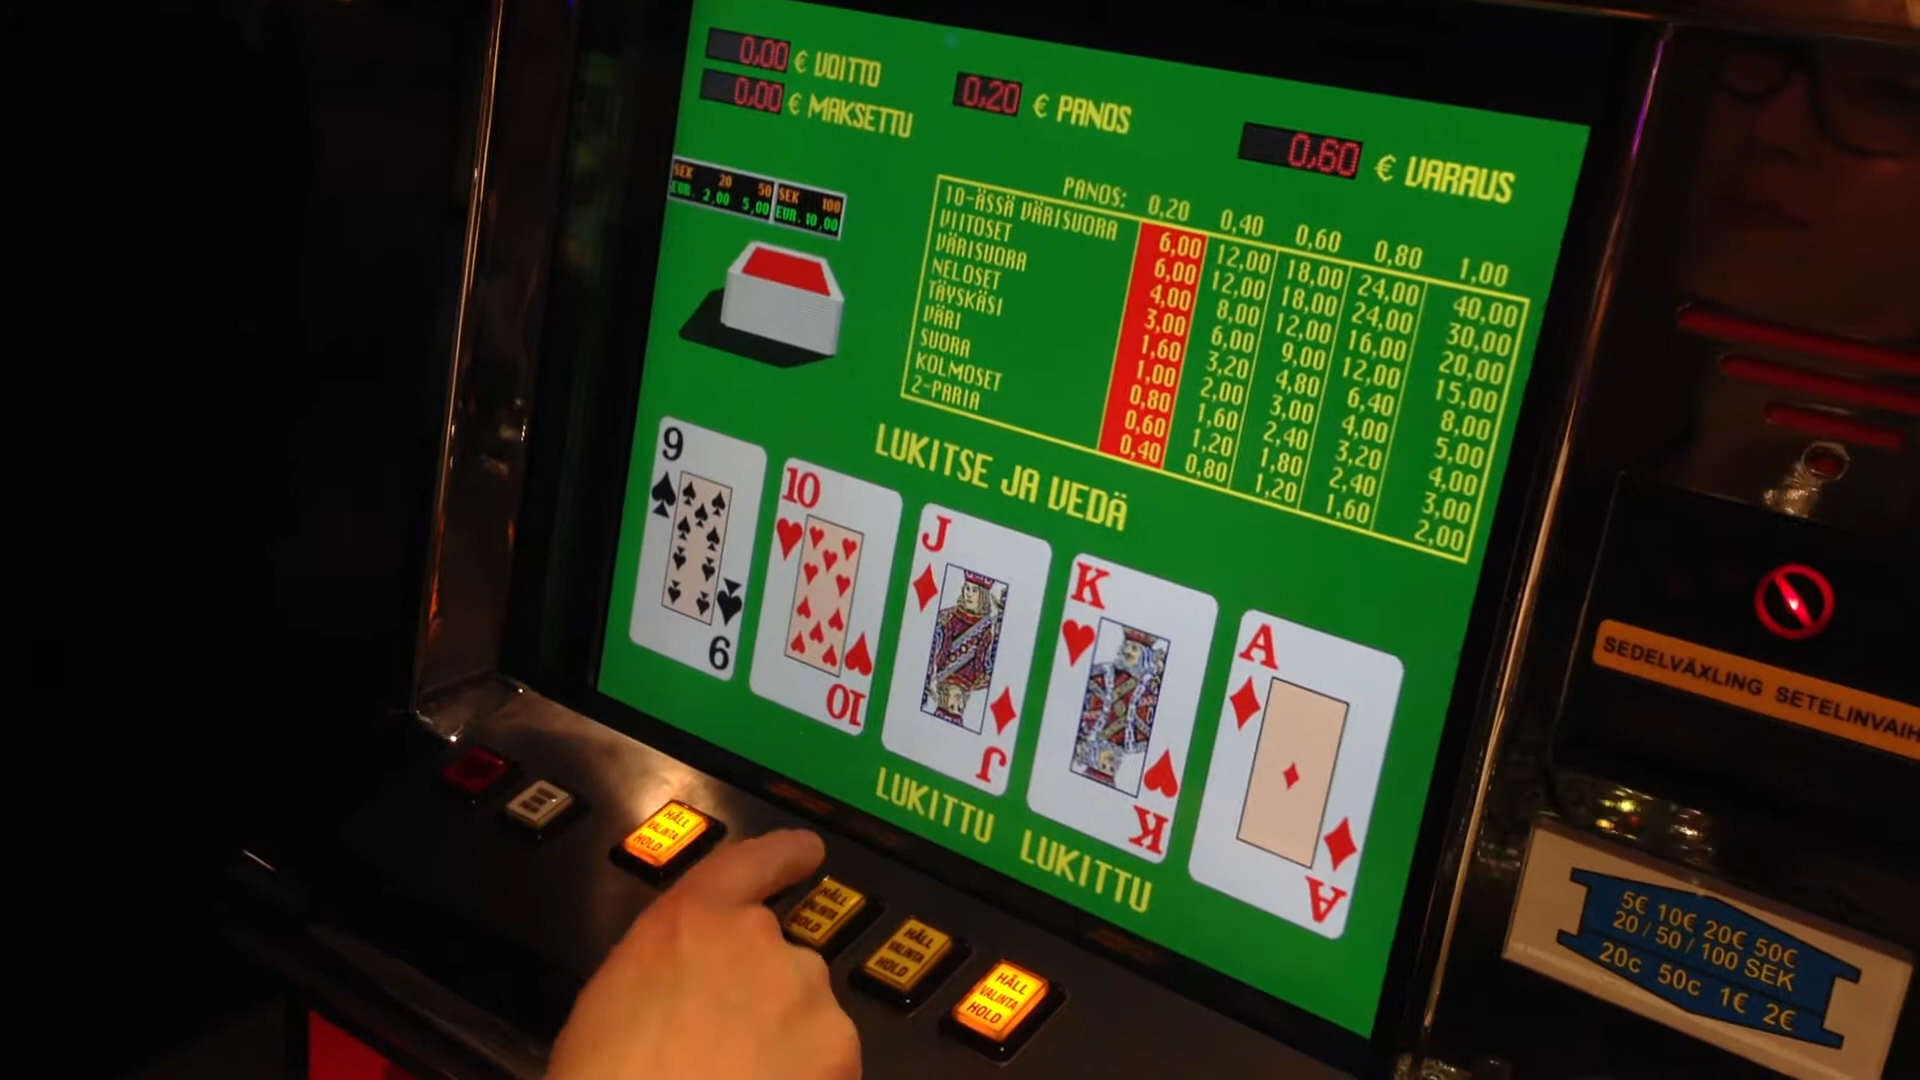 0,00 € VOITTO
0,00 € MAKSETTU
0,20 € PANOS
0,60 € VARAUS
SEK 20 50
EUR. 2,00 5,00
SEK 100
EUR. 10,00
PANOS: 0,20 0,40 0,60 0,80 1,00
10-ÄSSÄ VÄRISUORA 6,00 12,00 18,00 24,00 40,00
VIITOSET 6,00 12,00 18,00 24,00 30,00
VÄRISUORA 4,00 8,00 12,00 16,00 20,00
NELOSET 3,00 6,00 9,00 12,00 15,00
TÄYSKÄSI 1,60 3,20 4,80 6,40 8,00
VÄRI 1,00 2,00 3,00 4,00 5,00
SUORA 0,80 1,60 2,40 3,20 4,00
KOLMOSET 0,60 1,20 1,80 2,40 3,00
2-PARIA 0,40 0,80 1,20 1,60 2,00
LUKITSE JA VEDÄ
9 10 J K A
9 10 J K A
LUKITTU LUKITTU
HÅLL
VALINTA
HOLD
HÅLL
VALINTA
HOLD
HÅLL
VALINTA
HOLD
HÅLL
VALINTA
HOLD
SEDELVÄXLING SETELINVAIH
5€ 10€ 20€ 50€
20 / 50 / 100 SEK
20c 50c 1€ 2€